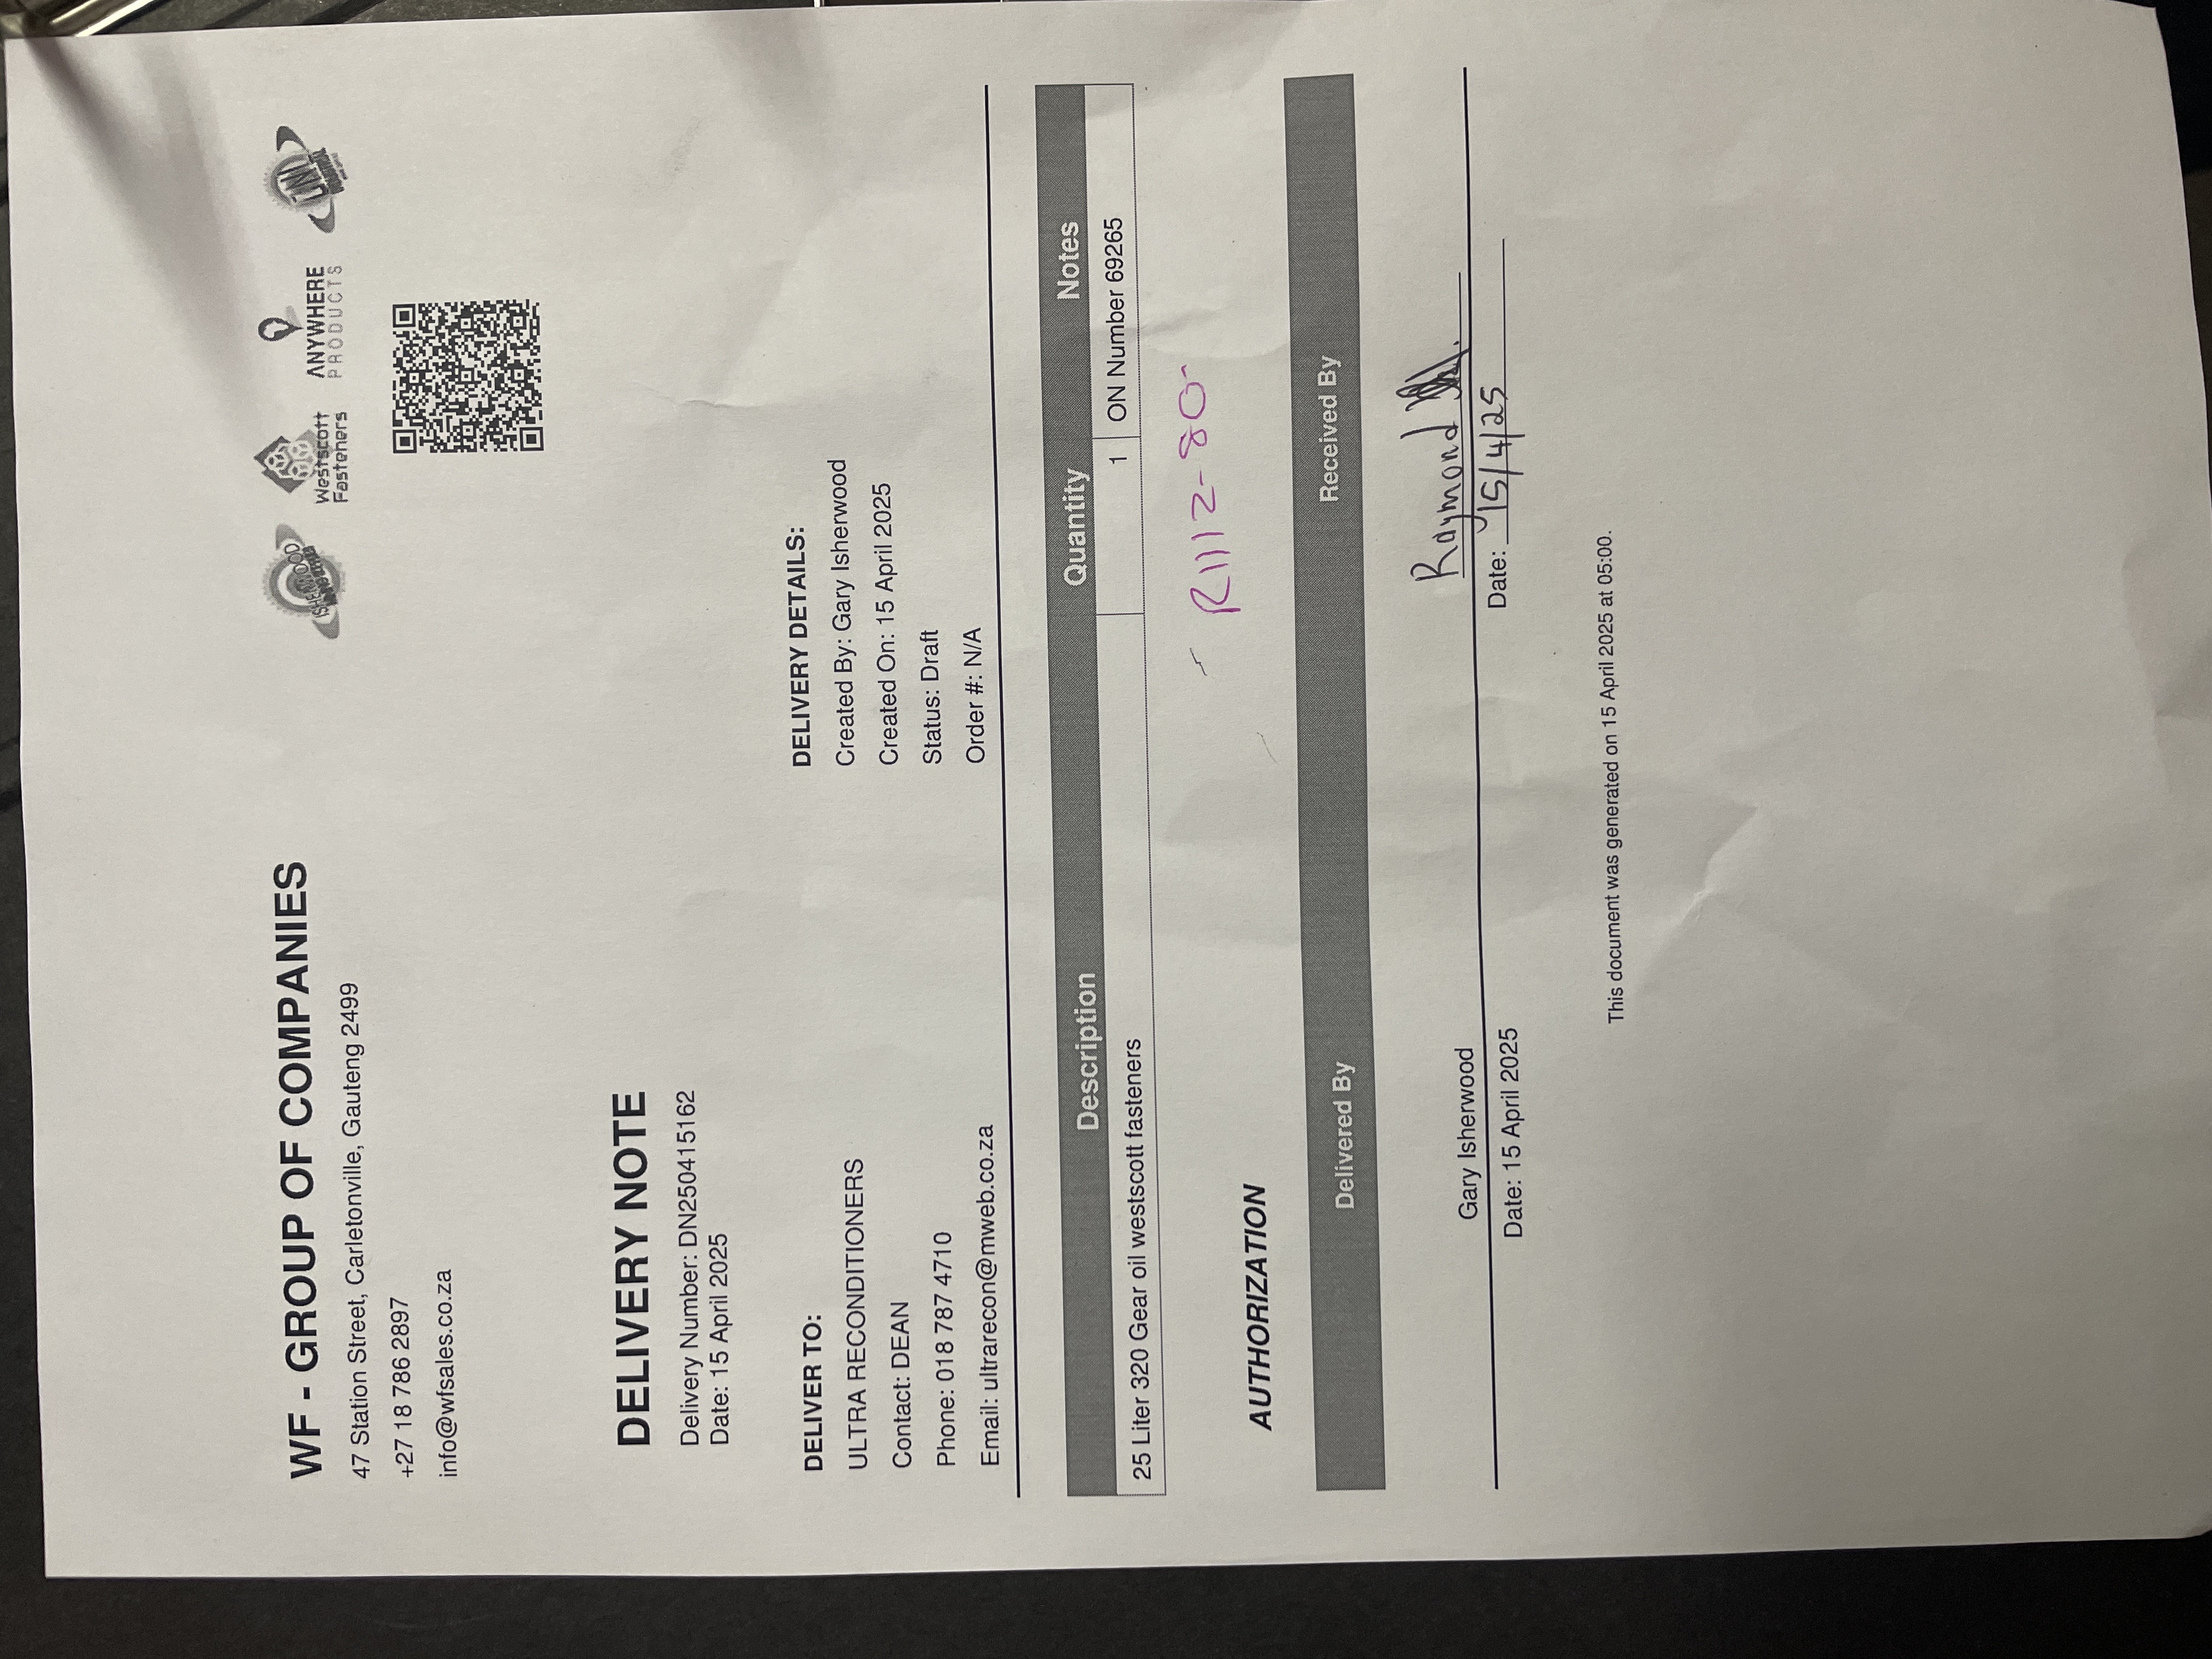 WF - GROUP OF COMPANIES
47 Station Street, Carletonville, Gauteng 2499
+27 18 786 2897
info@wfsales.co.za
ISHERWOOD
Westscott
Fasteners
ANYWHERE
PRODUCTS
DELIVERY NOTE
Delivery Number: DN250415162
Date: 15 April 2025
DELIVER TO:
ULTRA RECONDITIONERS
Contact: DEAN
Phone: 018 787 4710
Email: ultrarecon@mweb.co.za
DELIVERY DETAILS:
Created By: Gary Isherwood
Created On: 15 April 2025
Status: Draft
Order #: N/A
Description Quantity Notes
25 Liter 320 Gear oil westscott fasteners 1 ON Number 69265
R1112-80-
AUTHORIZATION
Delivered By Received By
Gary Isherwood Raymond
Date: 15 April 2025 Date: 15/4/25
This document was generated on 15 April 2025 at 05:00.